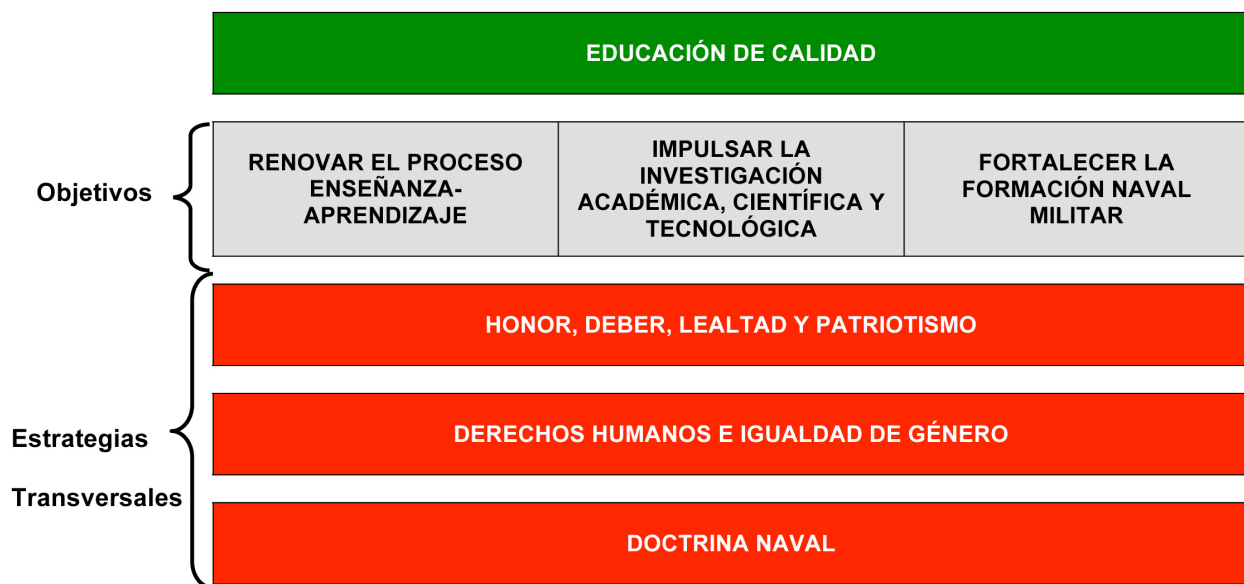 EDUCACIÓN DE CALIDAD
Objetivos
RENOVAR EL PROCESO
ENSEÑANZA-
APRENDIZAJE
IMPULSAR LA
INVESTIGACIÓN
ACADÉMICA, CIENTÍFICA Y
TECNOLÓGICA
FORTALECER LA
FORMACIÓN NAVAL
MILITAR
Estrategias
Transversales
HONOR, DEBER, LEALTAD Y PATRIOTISMO
DERECHOS HUMANOS E IGUALDAD DE GÉNERO
DOCTRINA NAVAL